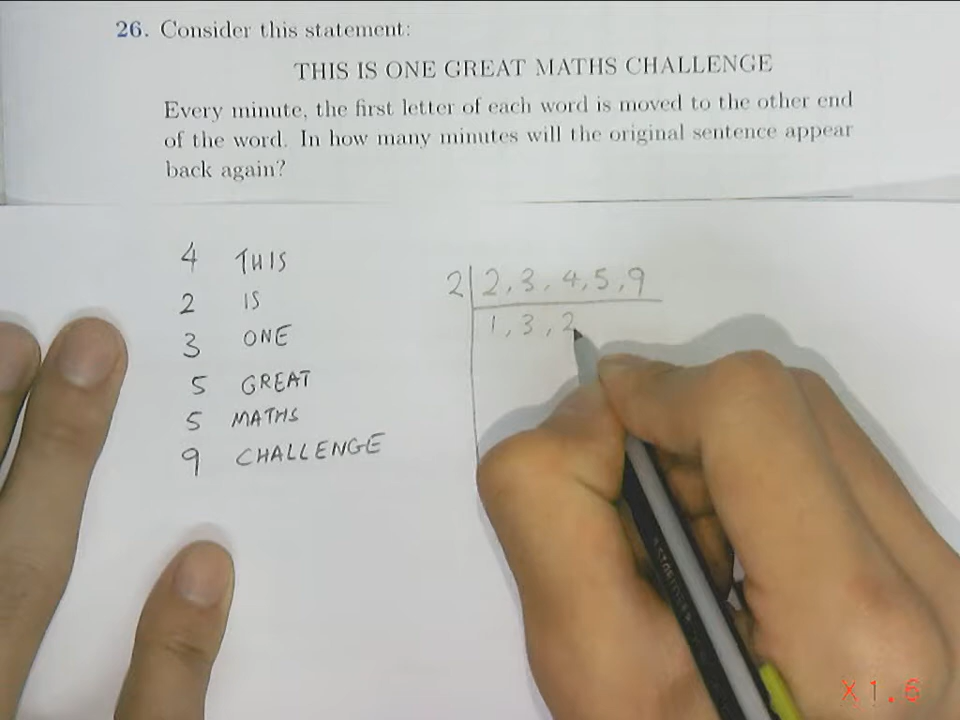 26. Consider this statement:
THIS IS ONE GREAT MATHS CHALLENGE
Every minute, the first letter of each word is moved to the other end
of the word. In how many minutes will the original sentence appear
back again?
4 THIS
2 IS
3 ONE
5 GREAT
5 MATHS
9 CHALLENGE
2 2, 3, 4, 5, 9
1, 3, 2
X1.6